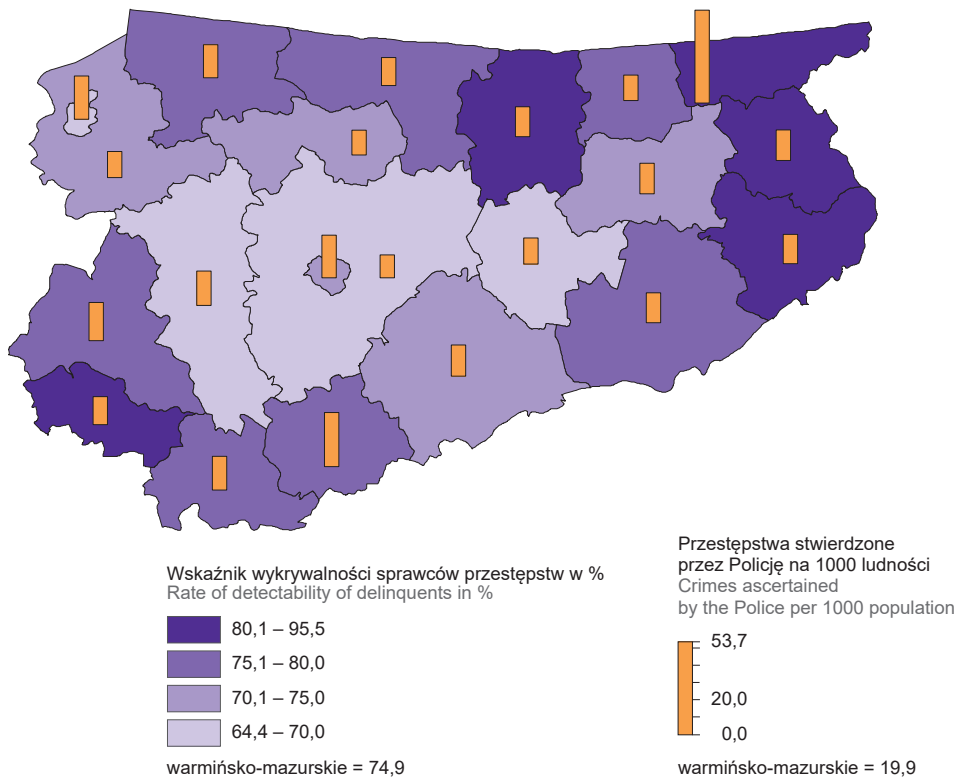 Wskaźnik wykrywalności sprawców przestępstw w %
Rate of detectability of delinquents in %
80,1 – 95,5
75,1 – 80,0
70,1 – 75,0
64,4 – 70,0
warmińsko-mazurskie = 74,9
Przestępstwa stwierdzone
przez Policję na 1000 ludności
Crimes ascertained
by the Police per 1000 population
53,7
20,0
0,0
warmińsko-mazurskie = 19,9